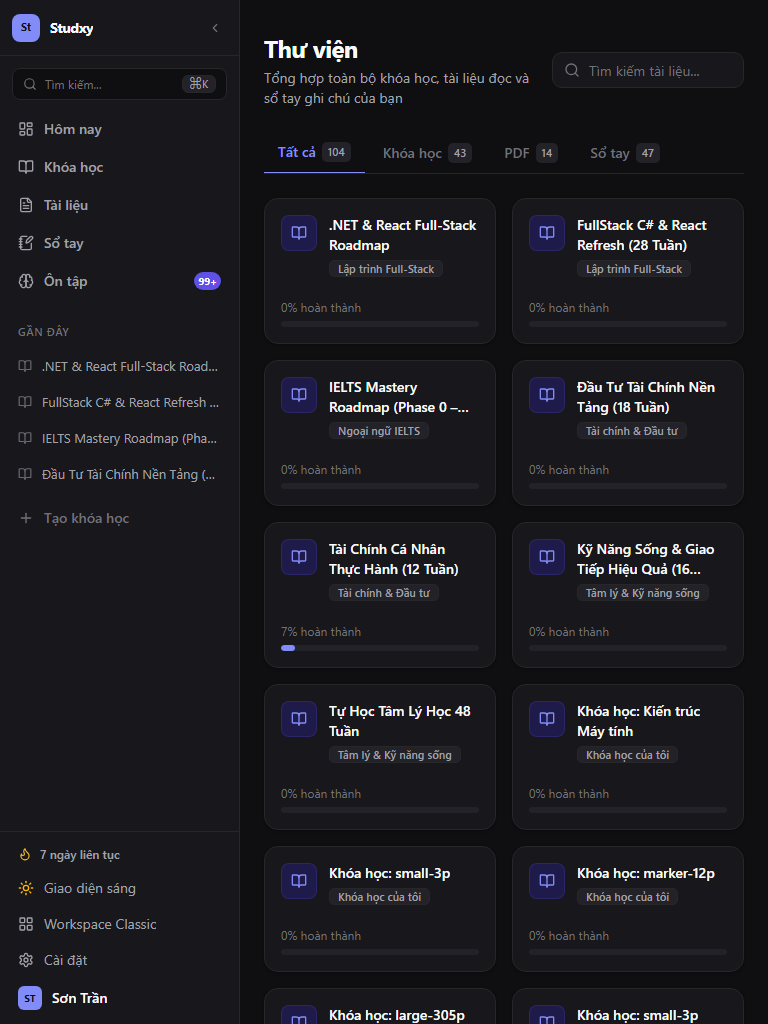 St
Studxy
Tìm kiếm...
⌘K
Hôm nay
Khóa học
Tài liệu
Sổ tay
Ôn tập
99+
GẦN ĐÂY
.NET & React Full-Stack Road...
FullStack C# & React Refresh ...
IELTS Mastery Roadmap (Pha...
Đầu Tư Tài Chính Nền Tảng (...
Tạo khóa học
7 ngày liên tục
Giao diện sáng
Workspace Classic
Cài đặt
ST
Sơn Trần
Thư viện
Tổng hợp toàn bộ khóa học, tài liệu đọc và
sổ tay ghi chú của bạn
Tìm kiếm tài liệu...
Tất cả 104
Khóa học 43
PDF 14
Sổ tay 47
.NET & React Full-Stack
Roadmap
Lập trình Full-Stack
0% hoàn thành
FullStack C# & React
Refresh (28 Tuần)
Lập trình Full-Stack
0% hoàn thành
IELTS Mastery
Roadmap (Phase 0 –...
Ngoại ngữ IELTS
0% hoàn thành
Đầu Tư Tài Chính Nền
Tảng (18 Tuần)
Tài chính & Đầu tư
0% hoàn thành
Tài Chính Cá Nhân
Thực Hành (12 Tuần)
Tài chính & Đầu tư
7% hoàn thành
Kỹ Năng Sống & Giao
Tiếp Hiệu Quả (16...
Tâm lý & Kỹ năng sống
0% hoàn thành
Tự Học Tâm Lý Học 48
Tuần
Tâm lý & Kỹ năng sống
0% hoàn thành
Khóa học: Kiến trúc
Máy tính
Khóa học của tôi
0% hoàn thành
Khóa học: small-3p
Khóa học của tôi
0% hoàn thành
Khóa học: marker-12p
Khóa học của tôi
0% hoàn thành
Khóa học: large-305p
Khóa học: small-3p